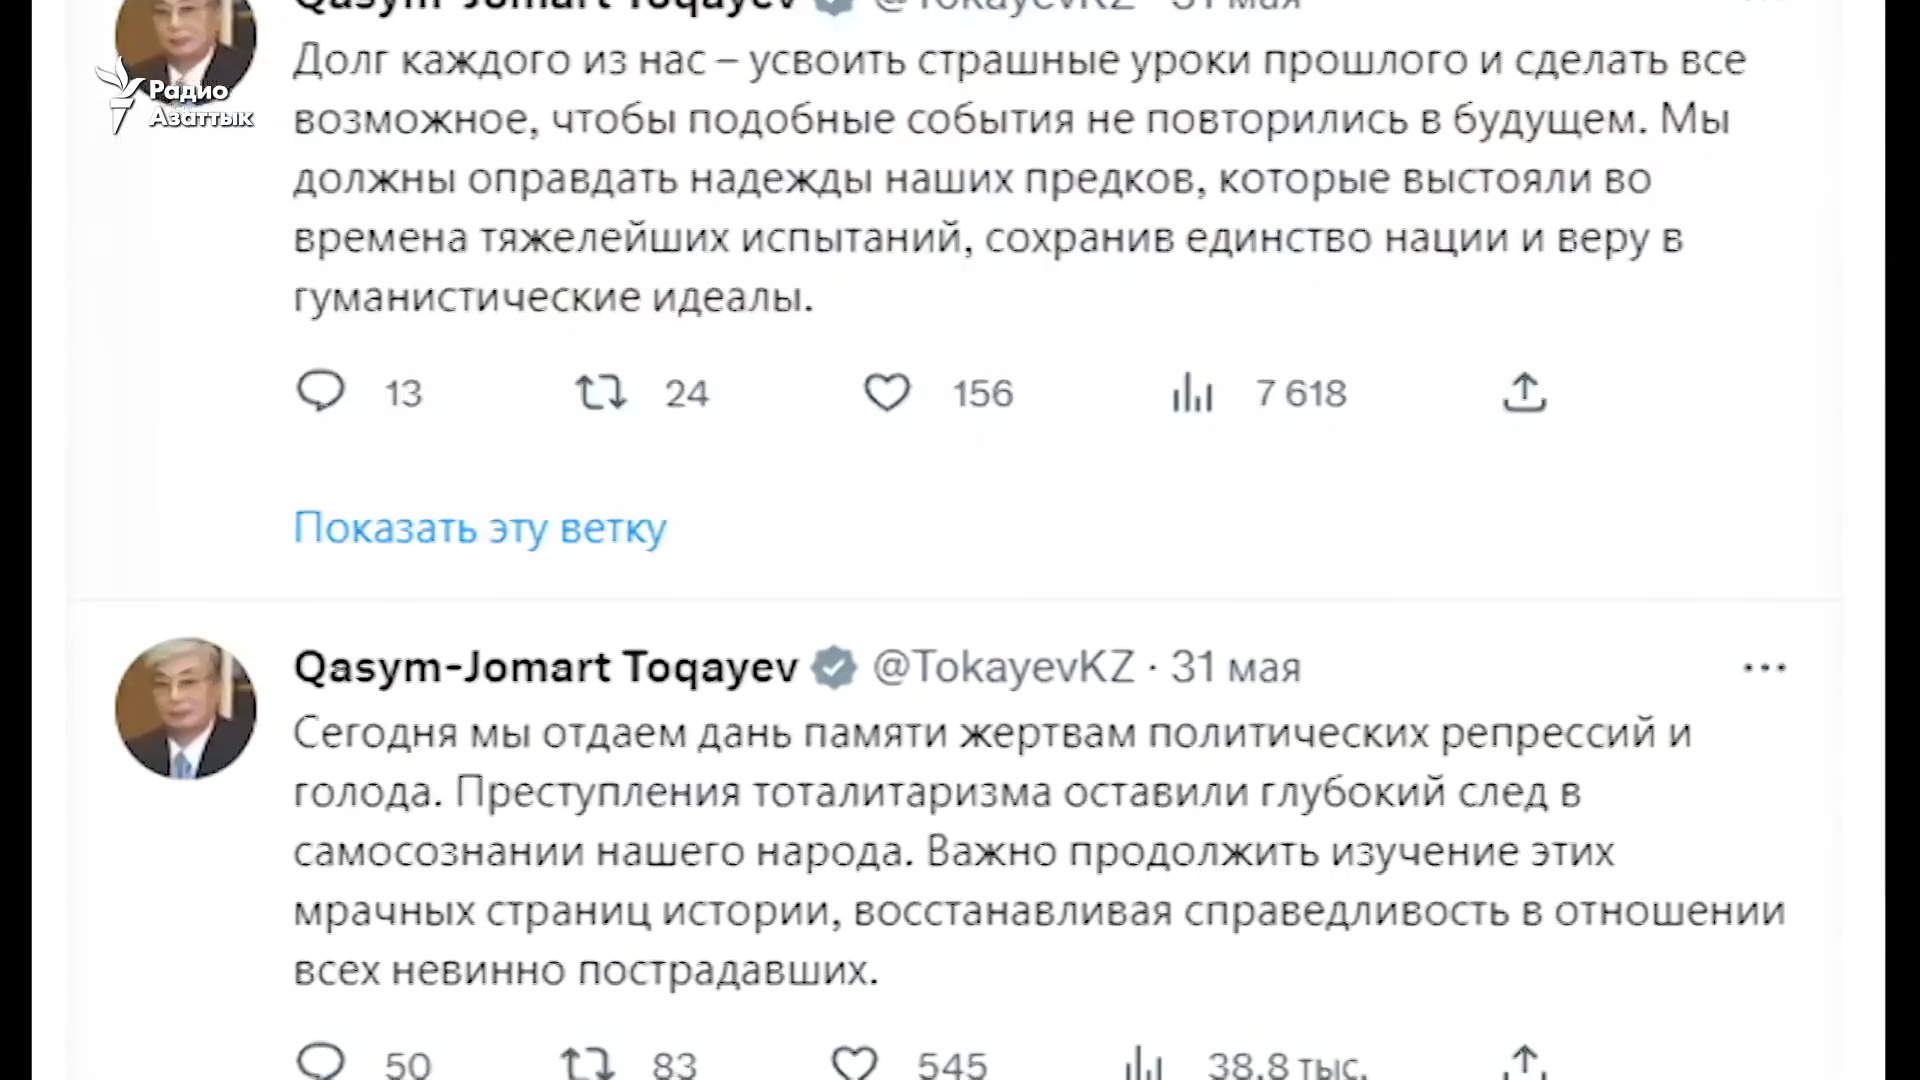 Qasym-Jomart Toqayev @TokayevKZ · 31 мая
Радио
Азаттык
Долг каждого из нас – усвоить страшные уроки прошлого и сделать все
возможное, чтобы подобные события не повторились в будущем. Мы
должны оправдать надежды наших предков, которые выстояли во
времена тяжелейших испытаний, сохранив единство нации и веру в
гуманистические идеалы.
13 24 156 7 618
Показать эту ветку
Qasym-Jomart Toqayev @TokayevKZ · 31 мая
Сегодня мы отдаем дань памяти жертвам политических репрессий и
голода. Преступления тоталитаризма оставили глубокий след в
самосознании нашего народа. Важно продолжить изучение этих
мрачных страниц истории, восстанавливая справедливость в отношении
всех невинно пострадавших.
50 83 545 38,8 тыс.